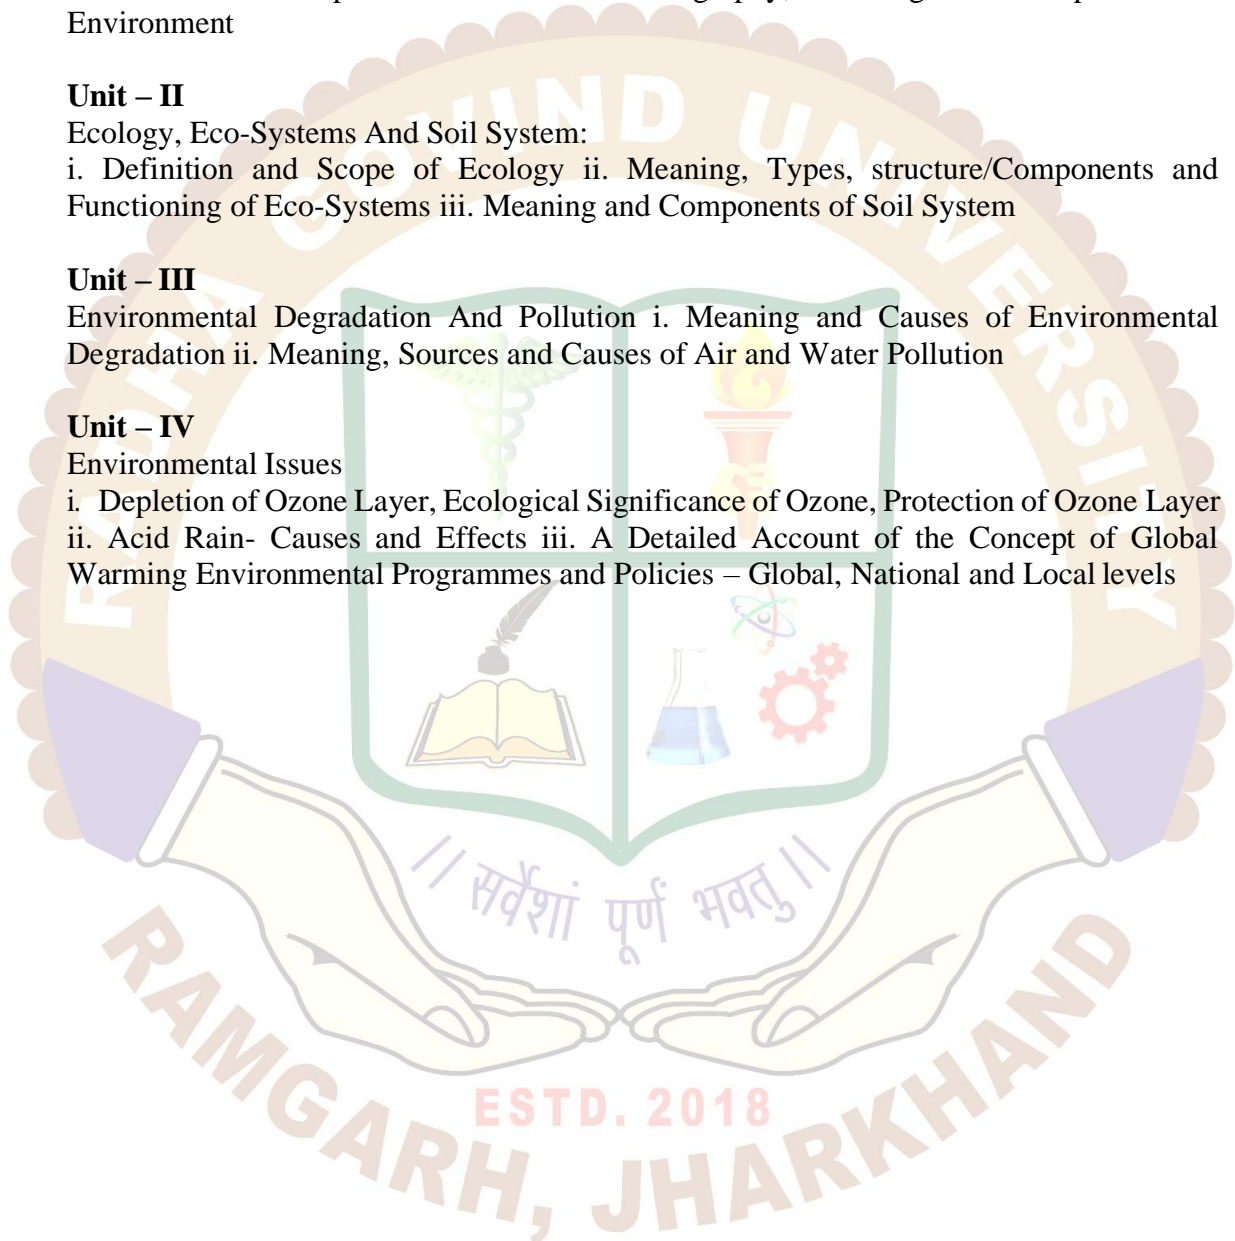 Environment
Unit – II
Ecology, Eco-Systems And Soil System:
i. Definition and Scope of Ecology ii. Meaning, Types, structure/Components and
Functioning of Eco-Systems iii. Meaning and Components of Soil System
Unit – III
Environmental Degradation And Pollution i. Meaning and Causes of Environmental
Degradation ii. Meaning, Sources and Causes of Air and Water Pollution
Unit – IV
Environmental Issues
i. Depletion of Ozone Layer, Ecological Significance of Ozone, Protection of Ozone Layer
ii. Acid Rain- Causes and Effects iii. A Detailed Account of the Concept of Global
Warming Environmental Programmes and Policies – Global, National and Local levels
RADHA GOVIND UNIVERSITY
// सर्वेशां पूर्ण भवतु //
ESTD. 2018
RAMGARH, JHARKHAND